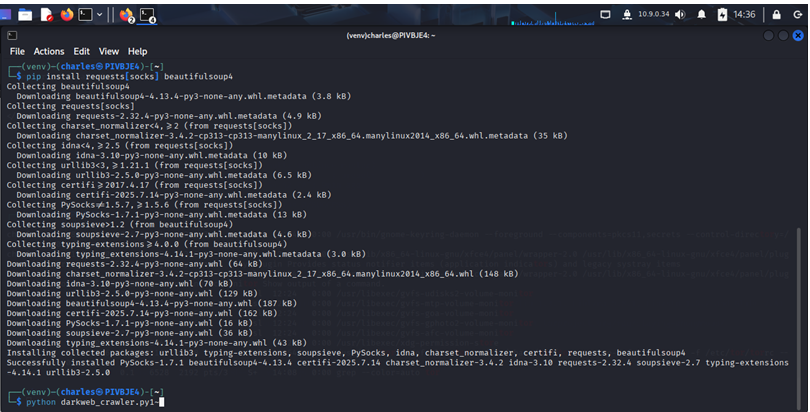 2
4
10.9.0.34
14:36
(venv)charles@PIVBJE4: ~
File Actions Edit View Help
┌──(venv)─(charles㉿PIVBJE4)-[~]
└─$ pip install requests[socks] beautifulsoup4
Collecting beautifulsoup4
  Downloading beautifulsoup4-4.13.4-py3-none-any.whl.metadata (3.8 kB)
Collecting requests[socks]
  Downloading requests-2.32.4-py3-none-any.whl.metadata (4.9 kB)
Collecting charset_normalizer<4,≥2 (from requests[socks])
  Downloading charset_normalizer-3.4.2-cp313-cp313-manylinux_2_17_x86_64.manylinux2014_x86_64.whl.metadata (35 kB)
Collecting idna<4,≥2.5 (from requests[socks])
  Downloading idna-3.10-py3-none-any.whl.metadata (10 kB)
Collecting urllib3<3,≥1.21.1 (from requests[socks])
  Downloading urllib3-2.5.0-py3-none-any.whl.metadata (6.5 kB)
Collecting certifi≥2017.4.17 (from requests[socks])
  Downloading certifi-2025.7.14-py3-none-any.whl.metadata (2.4 kB)
Collecting PySocks≠1.5.7,≥1.5.6 (from requests[socks])
  Downloading PySocks-1.7.1-py3-none-any.whl.metadata (13 kB)
Collecting soupsieve>1.2 (from beautifulsoup4)
  Downloading soupsieve-2.7-py3-none-any.whl.metadata (4.6 kB)
Collecting typing-extensions≥4.0.0 (from beautifulsoup4)
  Downloading typing_extensions-4.14.1-py3-none-any.whl.metadata (3.0 kB)
Downloading requests-2.32.4-py3-none-any.whl (64 kB)
Downloading charset_normalizer-3.4.2-cp313-cp313-manylinux_2_17_x86_64.manylinux2014_x86_64.whl (148 kB)
Downloading idna-3.10-py3-none-any.whl (70 kB)
Downloading urllib3-2.5.0-py3-none-any.whl (129 kB)
Downloading beautifulsoup4-4.13.4-py3-none-any.whl (187 kB)
Downloading certifi-2025.7.14-py3-none-any.whl (162 kB)
Downloading PySocks-1.7.1-py3-none-any.whl (16 kB)
Downloading soupsieve-2.7-py3-none-any.whl (36 kB)
Downloading typing_extensions-4.14.1-py3-none-any.whl (43 kB)
Installing collected packages: urllib3, typing-extensions, soupsieve, PySocks, idna, charset_normalizer, certifi, requests, beautifulsoup4
Successfully installed PySocks-1.7.1 beautifulsoup4-4.13.4 certifi-2025.7.14 charset_normalizer-3.4.2 idna-3.10 requests-2.32.4 soupsieve-2.7 typing-extensions
-4.14.1 urllib3-2.5.0
┌──(venv)─(charles㉿PIVBJE4)-[~]
└─$ python darkweb_crawler.py1~